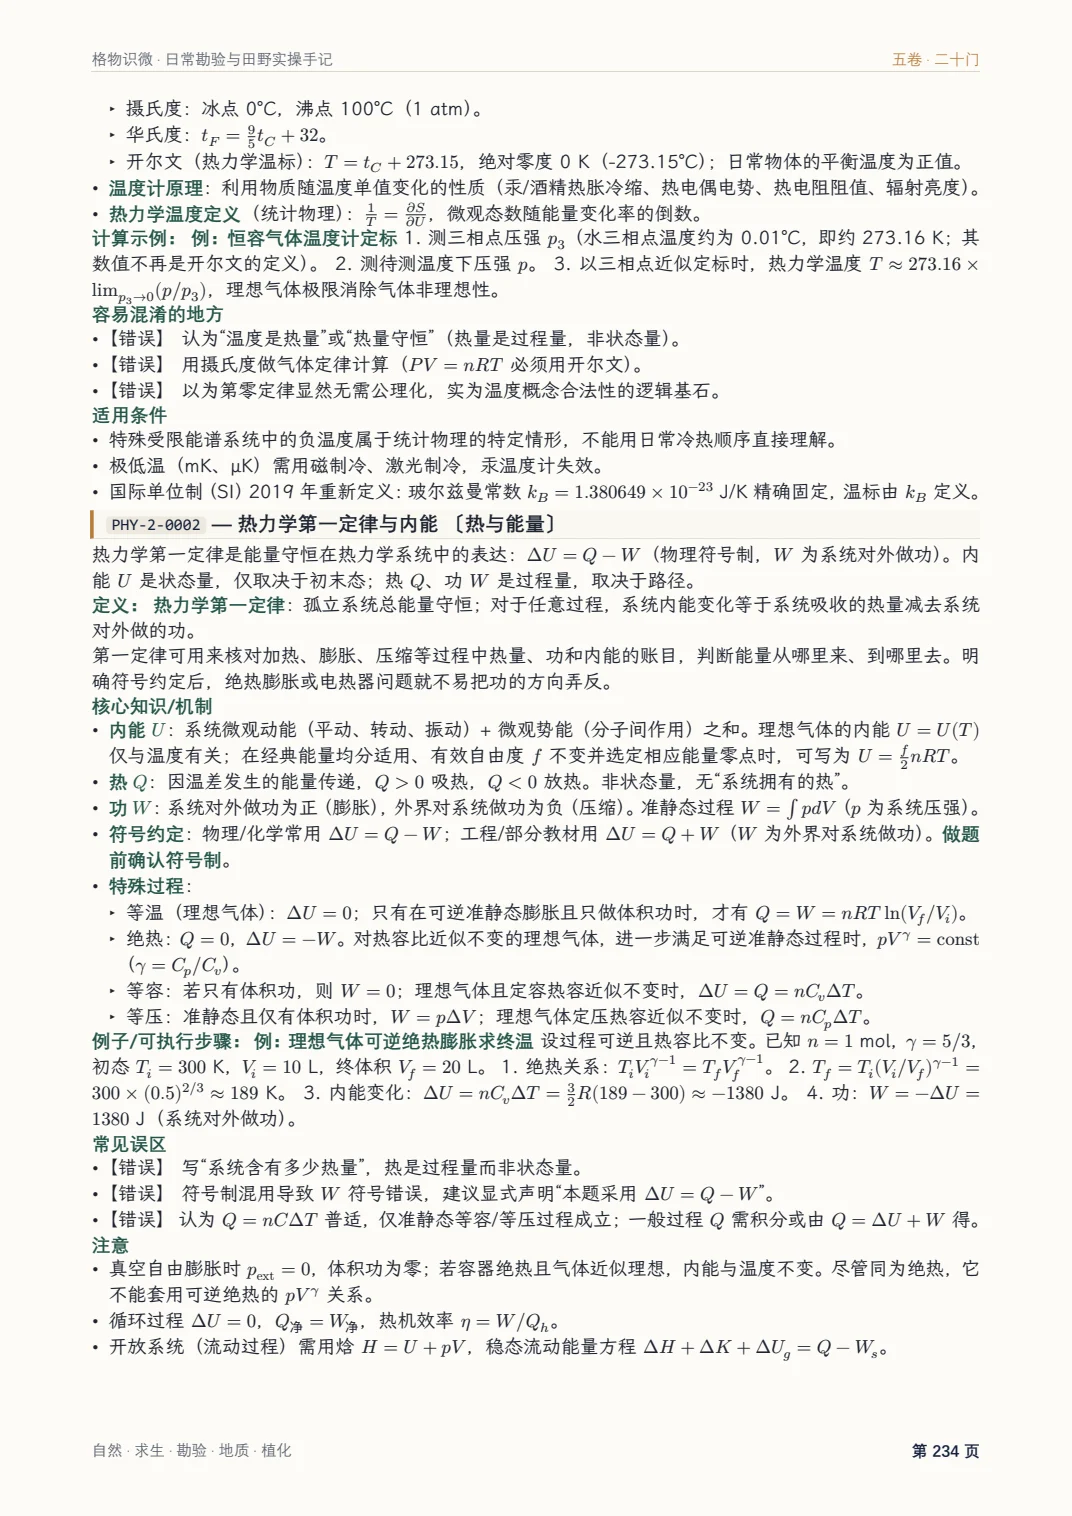 格物识微 · 日常勘验与田野实操手记
五卷 · 二十门
‣ 摄氏度：冰点 0°C，沸点 100°C（1 atm）。
‣ 华氏度：$t_F = \frac{9}{5}t_C + 32$。
‣ 开尔文（热力学温标）：$T = t_C + 273.15$，绝对零度 0 K（-273.15°C）；日常物体的平衡温度为正值。
• 温度计原理：利用物质随温度单值变化的性质（汞/酒精热胀冷缩、热电偶电势、热电阻阻值、辐射亮度）。
• 热力学温度定义（统计物理）：$\frac{1}{T} = \frac{\partial S}{\partial U}$，微观态数随能量变化率的倒数。
计算示例： 例：恒容气体温度计定标 1. 测三相点压强 $p_3$（水三相点温度约为 0.01°C，即约 273.16 K；其
数值不再是开尔文的定义）。 2. 测待测温度下压强 $p$。 3. 以三相点近似定标时，热力学温度 $T \approx 273.16 \times$
$\lim_{p_3 \to 0}(p/p_3)$，理想气体极限消除气体非理想性。
容易混淆的地方
•【错误】 认为“温度是热量”或“热量守恒”（热量是过程量，非状态量）。
•【错误】 用摄氏度做气体定律计算（$PV = nRT$ 必须用开尔文）。
•【错误】 以为第零定律显然无需公理化，实为温度概念合法性的逻辑基石。
适用条件
• 特殊受限能谱系统中的负温度属于统计物理的特定情形，不能用日常冷热顺序直接理解。
• 极低温（mK、μK）需用磁制冷、激光制冷，汞温度计失效。
• 国际单位制 (SI) 2019 年重新定义：玻尔兹曼常数 $k_B = 1.380649 \times 10^{-23}$ J/K 精确固定，温标由 $k_B$ 定义。
PHY-2-0002 — 热力学第一定律与内能 〔热与能量〕
热力学第一定律是能量守恒在热力学系统中的表达：$\Delta U = Q - W$（物理符号制，$W$ 为系统对外做功）。内
能 $U$ 是状态量，仅取决于初末态；热 $Q$、功 $W$ 是过程量，取决于路径。
定义： 热力学第一定律：孤立系统总能量守恒；对于任意过程，系统内能变化等于系统吸收的热量减去系统
对外做的功。
第一定律可用来核对加热、膨胀、压缩等过程中热量、功和内能的账目，判断能量从哪里来、到哪里去。明
确符号约定后，绝热膨胀或电热器问题就不易把功的方向弄反。
核心知识/机制
• 内能 $U$：系统微观动能（平动、转动、振动）+ 微观势能（分子间作用）之和。理想气体的内能 $U = U(T)$
仅与温度有关；在经典能量均分适用、有效自由度 $f$ 不变并选定相应能量零点时，可写为 $U = \frac{f}{2}nRT$。
• 热 $Q$：因温差发生的能量传递，$Q > 0$ 吸热，$Q < 0$ 放热。非状态量，无“系统拥有的热”。
• 功 $W$：系统对外做功为正（膨胀），外界对系统做功为负（压缩）。准静态过程 $W = \int pdV$（$p$ 为系统压强）。
• 符号约定：物理/化学常用 $\Delta U = Q - W$；工程/部分教材用 $\Delta U = Q + W$（$W$ 为外界对系统做功）。做题
前确认符号制。
• 特殊过程：
‣ 等温（理想气体）：$\Delta U = 0$；只有在可逆准静态膨胀且只做体积功时，才有 $Q = W = nRT \ln(V_f/V_i)$。
‣ 绝热：$Q = 0$，$\Delta U = -W$。对热容比近似不变的理想气体，进一步满足可逆准静态过程时，$pV^\gamma = \text{const}$
（$\gamma = C_p/C_v$）。
‣ 等容：若只有体积功，则 $W = 0$；理想气体且定容热容近似不变时，$\Delta U = Q = nC_v\Delta T$。
‣ 等压：准静态且仅有体积功时，$W = p\Delta V$；理想气体定压热容近似不变时，$Q = nC_p\Delta T$。
例子/可执行步骤： 例：理想气体可逆绝热膨胀求终温 设过程可逆且热容比不变。已知 $n = 1$ mol，$\gamma = 5/3$，
初态 $T_i = 300$ K，$V_i = 10$ L，终体积 $V_f = 20$ L。 1. 绝热关系：$T_iV_i^{\gamma-1} = T_fV_f^{\gamma-1}$。 2. $T_f = T_i(V_i/V_f)^{\gamma-1} =$
$300 \times (0.5)^{2/3} \approx 189$ K。 3. 内能变化：$\Delta U = nC_v\Delta T = \frac{3}{2}R(189 - 300) \approx -1380$ J。 4. 功：$W = -\Delta U =$
1380 J（系统对外做功）。
常见误区
•【错误】 写“系统含有多少热量”，热是过程量而非状态量。
•【错误】 符号制混用导致 $W$ 符号错误，建议显式声明“本题采用 $\Delta U = Q - W$”。
•【错误】 认为 $Q = nC\Delta T$ 普适，仅准静态等容/等压过程成立；一般过程 $Q$ 需积分或由 $Q = \Delta U + W$ 得。
注意
• 真空自由膨胀时 $p_{\text{ext}} = 0$，体积功为零；若容器绝热且气体近似理想，内能与温度不变。尽管同为绝热，它
不能套用可逆绝热的 $pV^\gamma$ 关系。
• 循环过程 $\Delta U = 0$，$Q_{净} = W_{净}$，热机效率 $\eta = W/Q_h$。
• 开放系统（流动过程）需用焓 $H = U + pV$，稳态流动能量方程 $\Delta H + \Delta K + \Delta U_g = Q - W_s$。
自然 · 求生 · 勘验 · 地质 · 植化
第 234 页